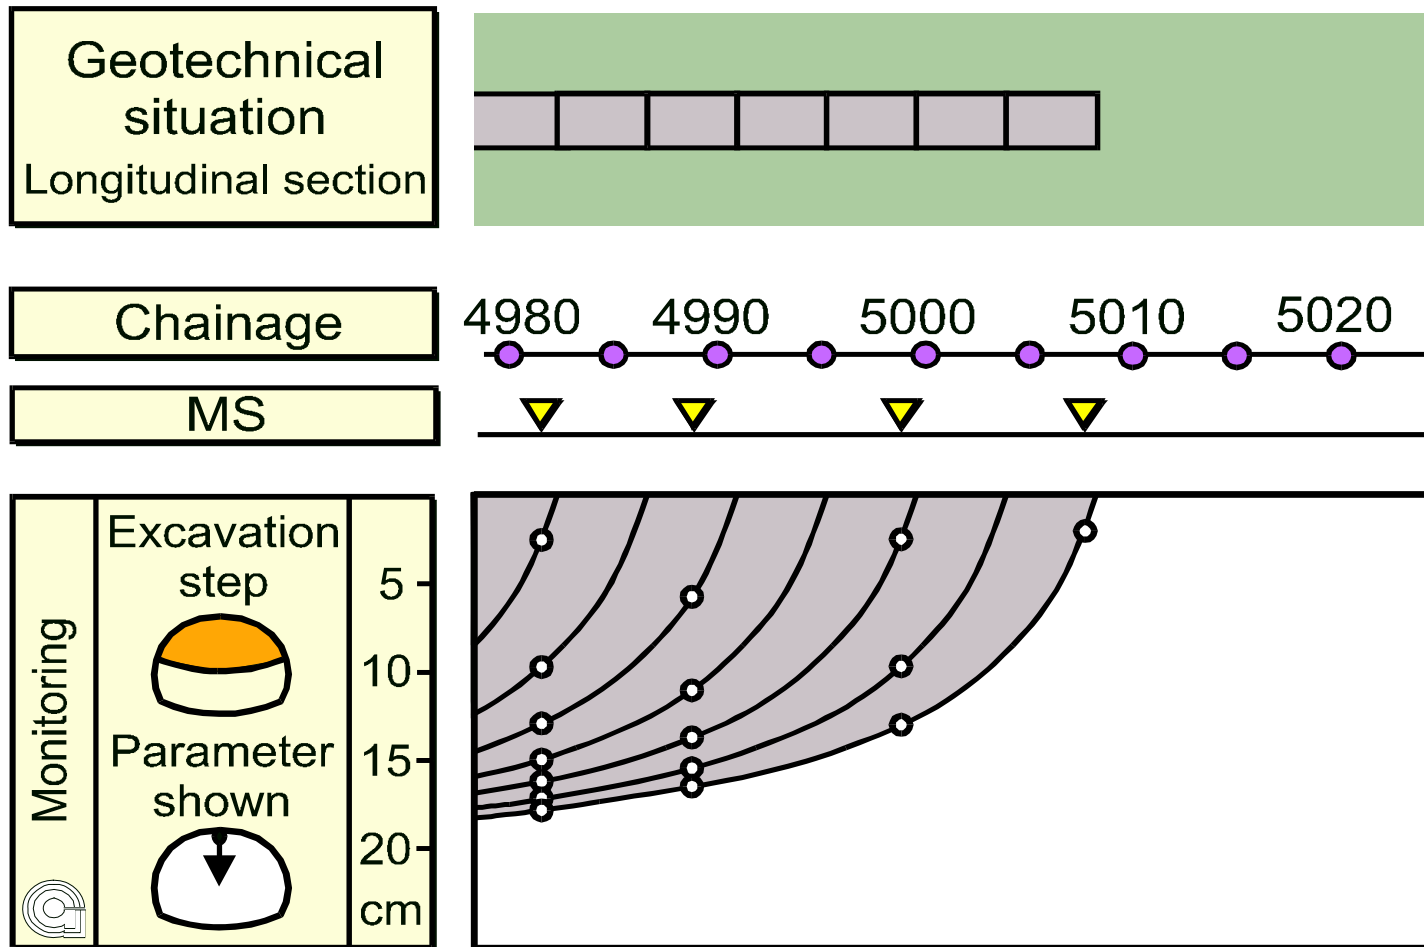 Geotechnical
situation
Longitudinal section
Chainage
4980 4990 5000 5010 5020
MS
Monitoring
Excavation
step
Parameter
shown
5
10
15
20
cm